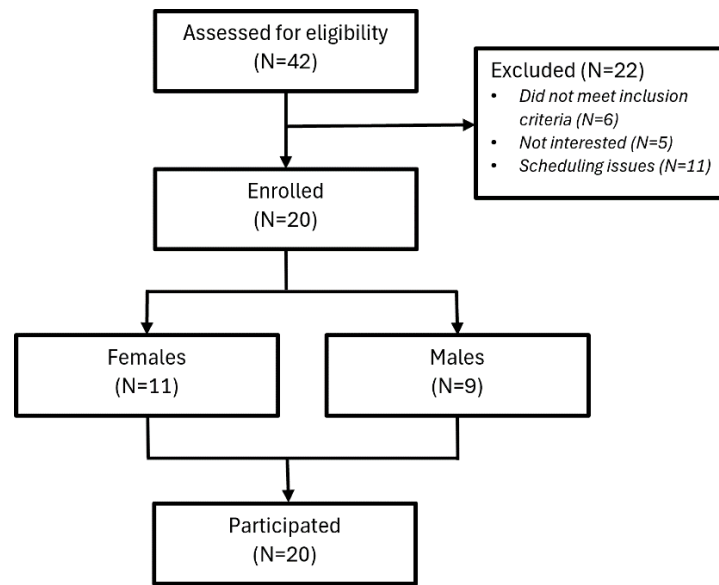 Assessed for eligibility
(N=42)
Excluded (N=22)
• Did not meet inclusion
criteria (N=6)
• Not interested (N=5)
• Scheduling issues (N=11)
Enrolled
(N=20)
Females
(N=11)
Males
(N=9)
Participated
(N=20)